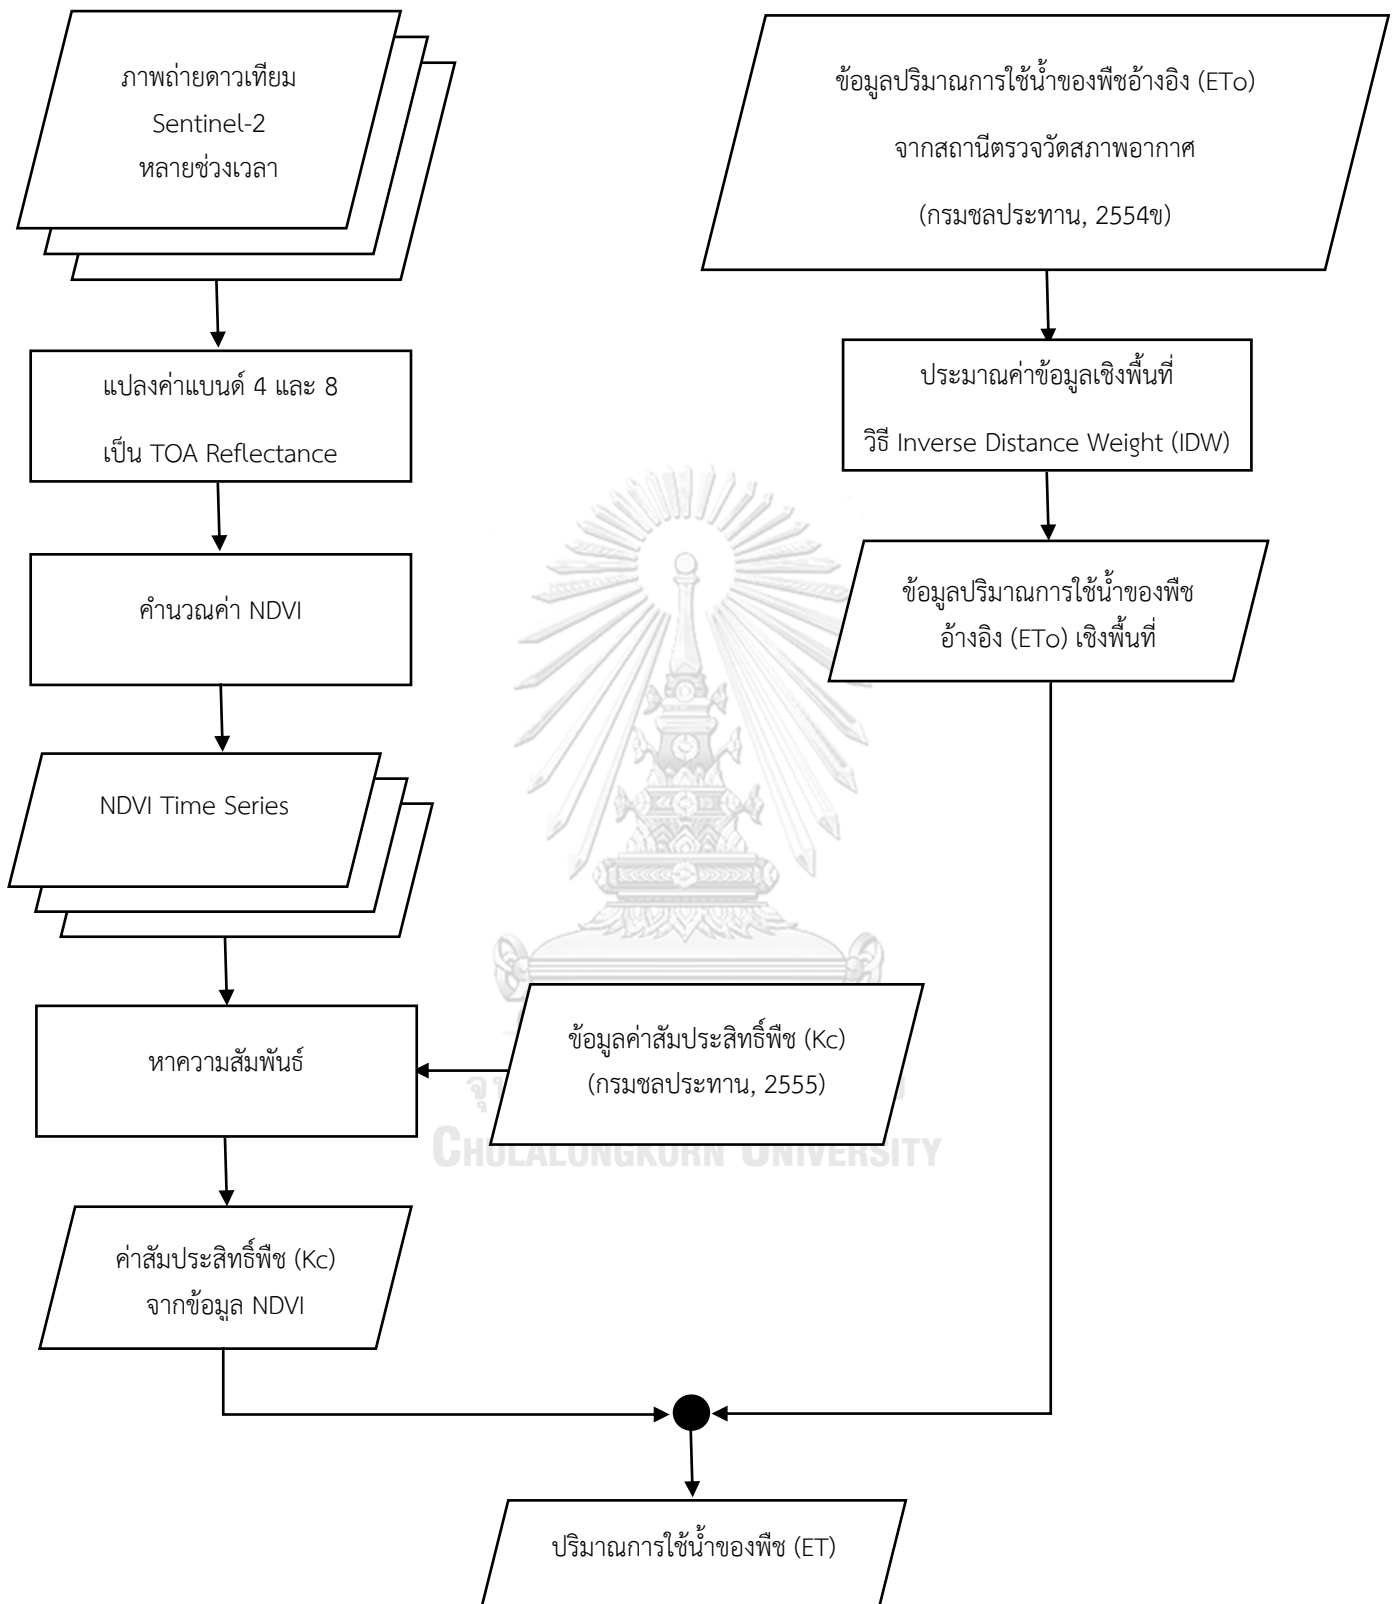 ภาพถ่ายดาวเทียม
Sentinel-2
หลายช่วงเวลา
ข้อมูลปริมาณการใช้น้ำของพืชอ้างอิง (ETo)
จากสถานีตรวจวัดสภาพอากาศ
(กรมชลประทาน, 2554ข)
แปลงค่าแบนด์ 4 และ 8
เป็น TOA Reflectance
ประมาณค่าข้อมูลเชิงพื้นที่
วิธี Inverse Distance Weight (IDW)
คำนวณค่า NDVI
ข้อมูลปริมาณการใช้น้ำของพืช
อ้างอิง (ETo) เชิงพื้นที่
NDVI Time Series
หาความสัมพันธ์
ข้อมูลค่าสัมประสิทธิ์พืช (Kc)
(กรมชลประทาน, 2555)
CHULALONGKORN UNIVERSITY
ค่าสัมประสิทธิ์พืช (Kc)
จากข้อมูล NDVI
ปริมาณการใช้น้ำของพืช (ET)